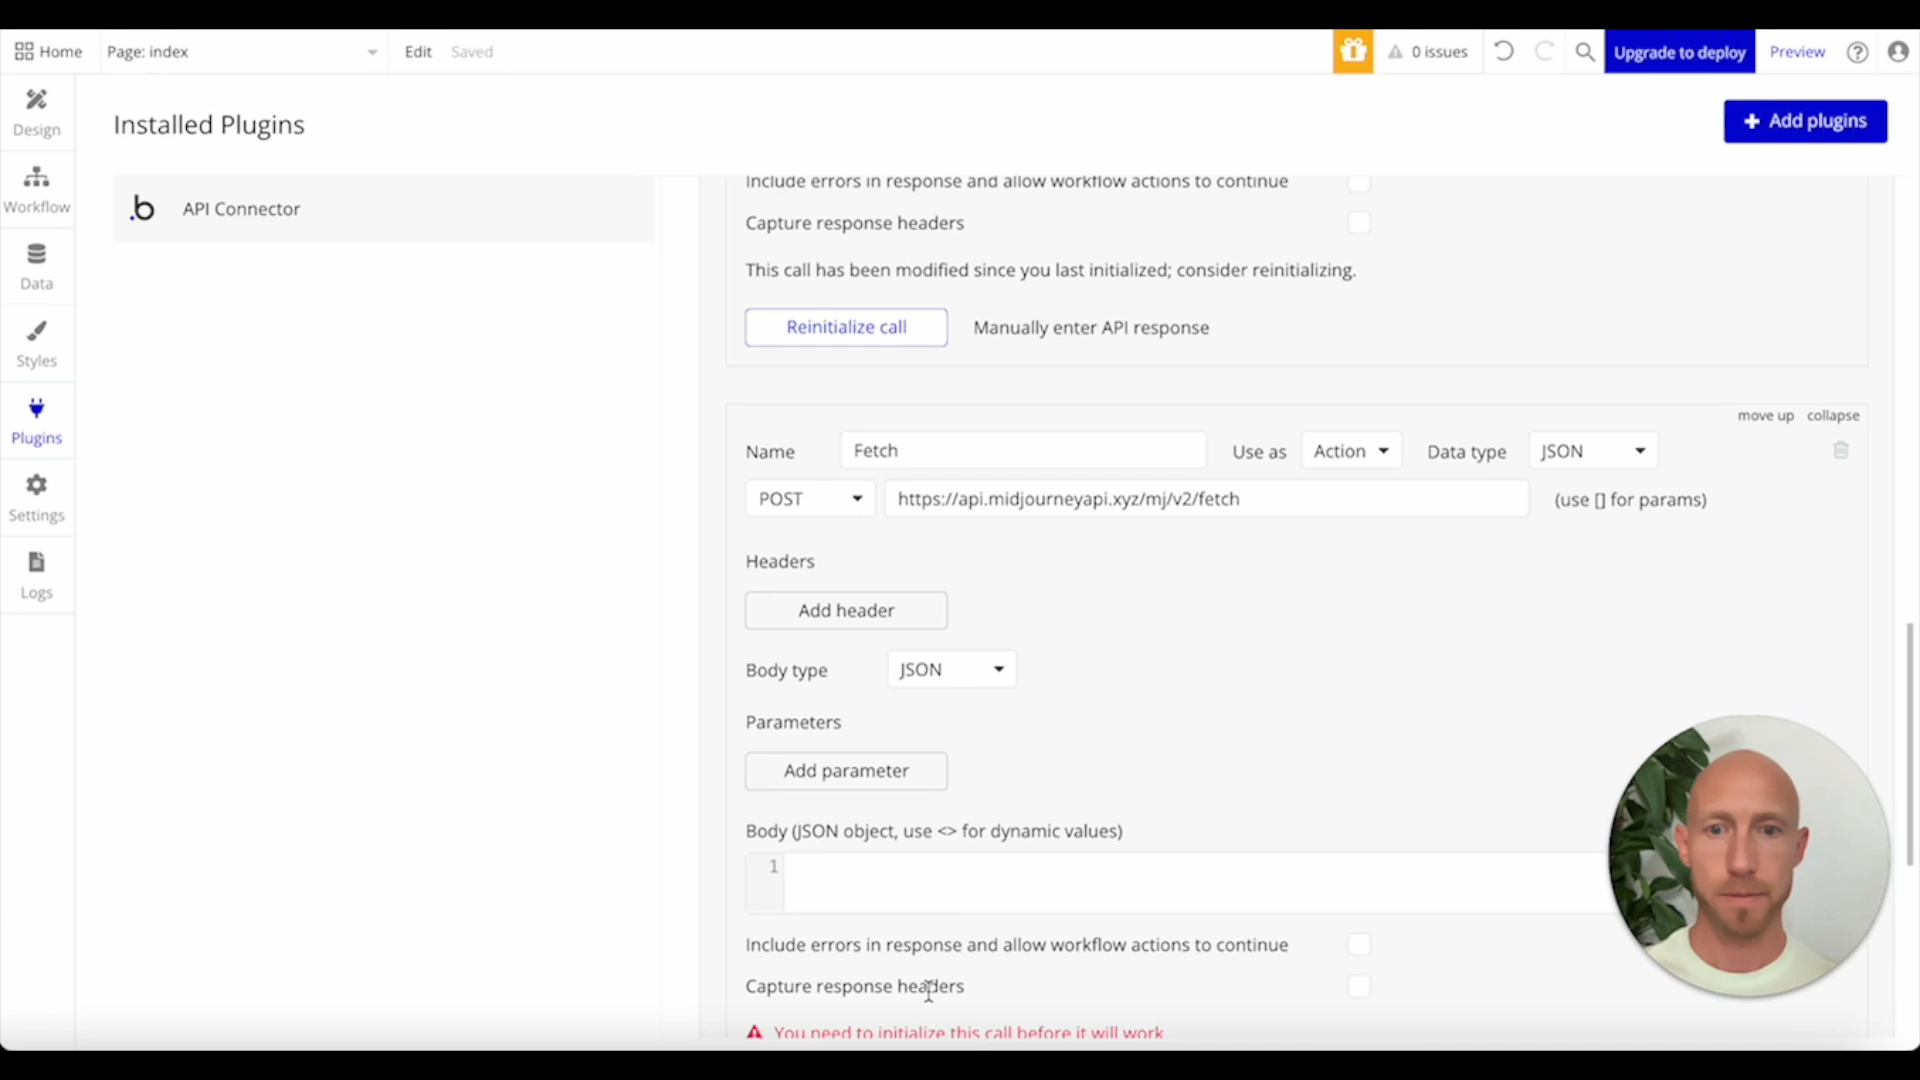 Home
Page: index
Edit
Saved
0 issues
Upgrade to deploy
Preview
?
Design
Workflow
Data
Styles
Plugins
Settings
Logs
Installed Plugins
+ Add plugins
.b API Connector
Include errors in response and allow workflow actions to continue
Capture response headers
This call has been modified since you last initialized; consider reinitializing.
Reinitialize call
Manually enter API response
move up collapse
Name Fetch Use as Action Data type JSON
POST https://api.midjourneyapi.xyz/mj/v2/fetch (use [] for params)
Headers
Add header
Body type JSON
Parameters
Add parameter
Body (JSON object, use <> for dynamic values)
1
Include errors in response and allow workflow actions to continue
Capture response headers
You need to initialize this call before it will work.